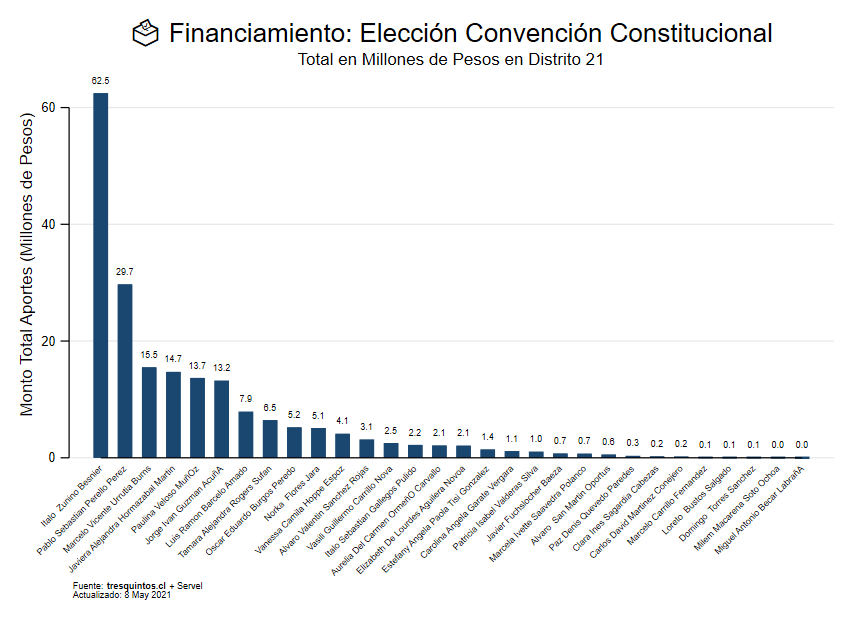 Financiamiento: Elección Convención Constitucional
Total en Millones de Pesos en Distrito 21
Monto Total Aportes (Millones de Pesos)
60
40
20
0
62.5
29.7
15.5
14.7
13.7
13.2
7.9
6.5
5.2
5.1
4.1
3.1
2.5
2.2
2.1
2.1
1.4
1.1
1.0
0.7
0.7
0.6
0.3
0.2
0.2
0.1
0.1
0.1
0.0
0.0
Italo Zunino Besnier
Pablo Sebastian Perello Perez
Marcelo Vicente Urrutia Burns
Javiera Alejandra Hormazabal Martin
Paulina Veloso MuñOz
Jorge Ivan Guzman AcuñA
Luis Ramon Barcelo Amado
Tamara Alejandra Rogers Sufan
Oscar Eduardo Burgos Peredo
Norka Flores Jara
Vanessa Camila Hoppe Espoz
Alvaro Valentin Sanchez Rojas
Vasili Guillermo Carrillo Nova
Italo Sebastian Gallegos Pulido
Aurelia Del Carmen OrmeñO Carvallo
Elizabeth De Lourdes Aguilera Novoa
Estefany Angela Paola Tisi Gonzalez
Carolina Angela Garate Vergara
Patricia Isabel Valderas Silva
Javier Fuchslocher Baeza
Marcela Ivette Saavedra Polanco
Alvaro San Martin Oportus
Paz Denis Quevedo Paredes
Clara Ines Sagardia Cabezas
Carlos David Martinez Conejero
Marcelo Carrillo Fernandez
Loreto Bustos Salgado
Domingo Torres Sanchez
Milem Macarena Soto Ochoa
Miguel Antonio Becar LabrañA
Fuente: tresquintos.cl + Servel
Actualizado: 8 May 2021